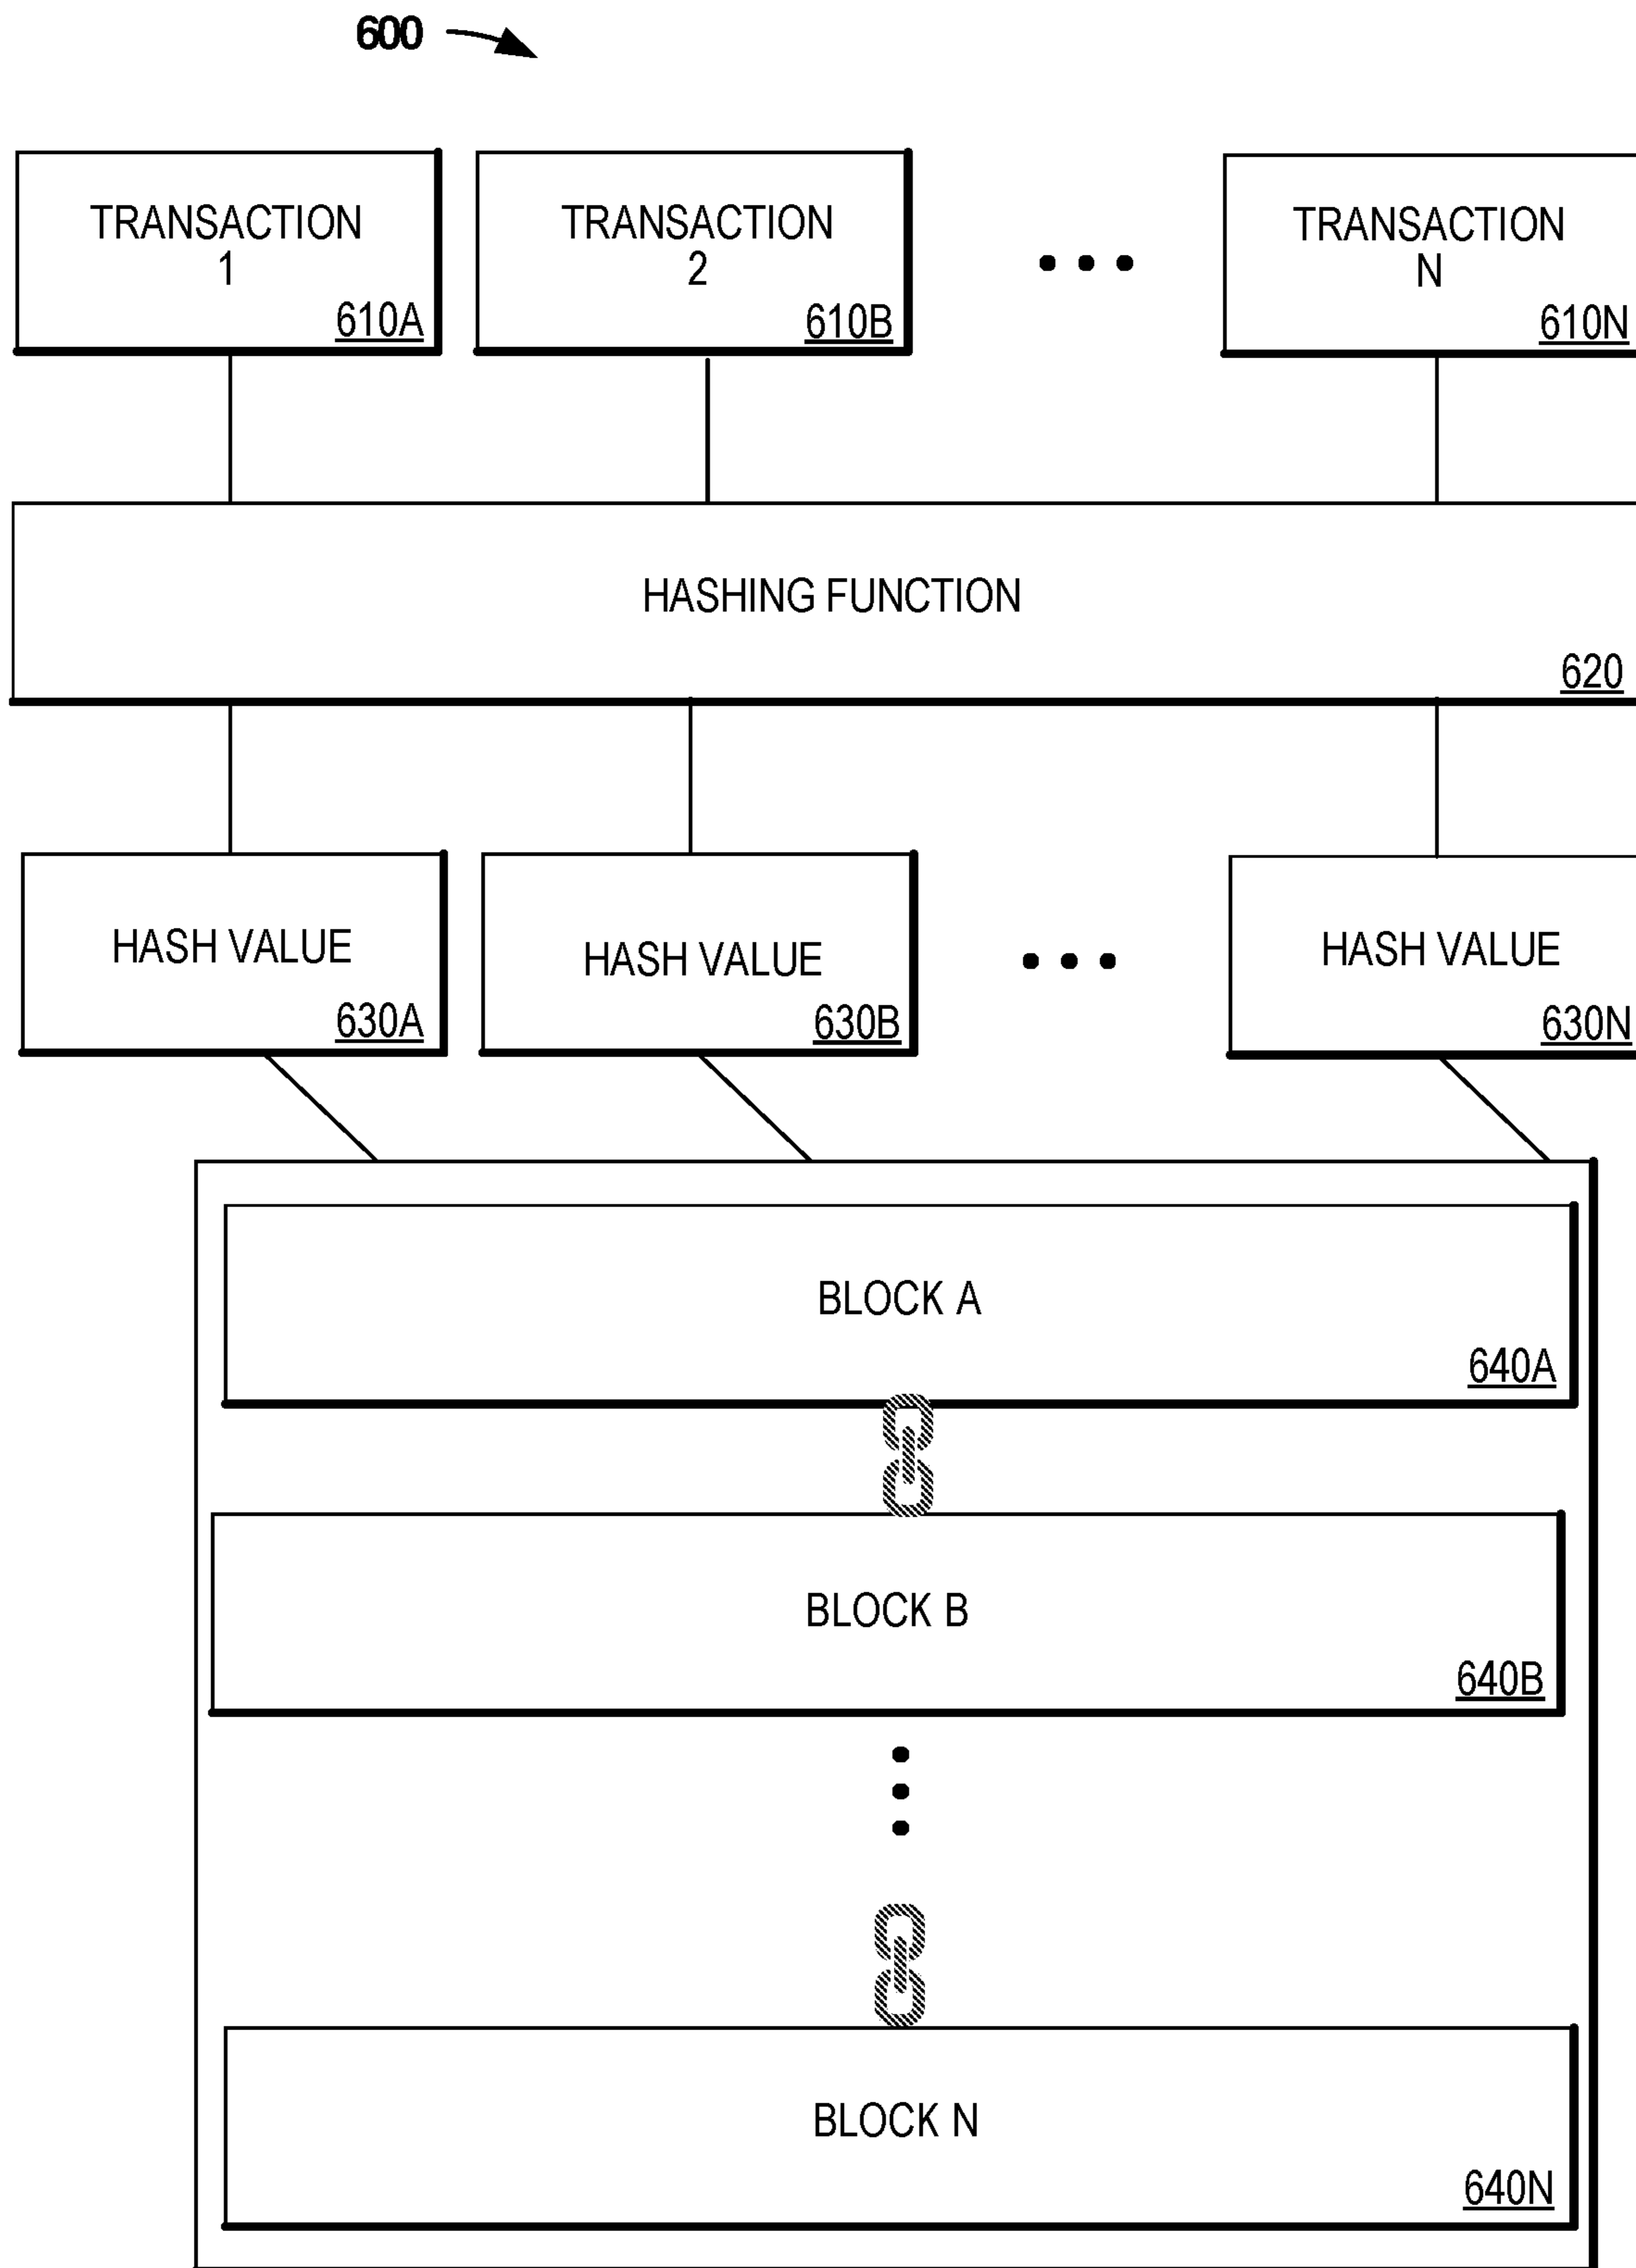 600
TRANSACTION
1
610A
TRANSACTION
2
610B
TRANSACTION
N
610N
HASHING FUNCTION
620
HASH VALUE
630A
HASH VALUE
630B
HASH VALUE
630N
BLOCK A
640A
BLOCK B
640B
BLOCK N
640N